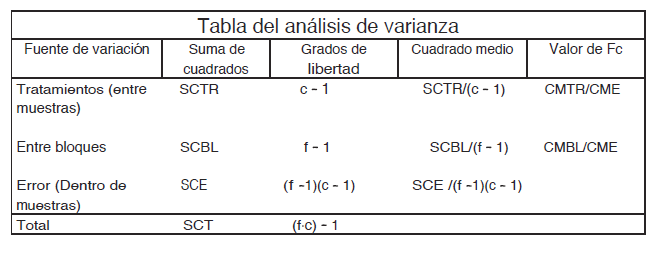 Tabla del análisis de varianza
Fuente de variación Suma de cuadrados Grados de libertad Cuadrado medio Valor de Fc
Tratamientos (entre muestras) SCTR c - 1 SCTR/(c - 1) CMTR/CME
Entre bloques SCBL f - 1 SCBL/(f - 1) CMBL/CME
Error (Dentro de muestras) SCE (f -1)(c - 1) SCE /(f -1)(c - 1)
Total SCT (f·c) - 1